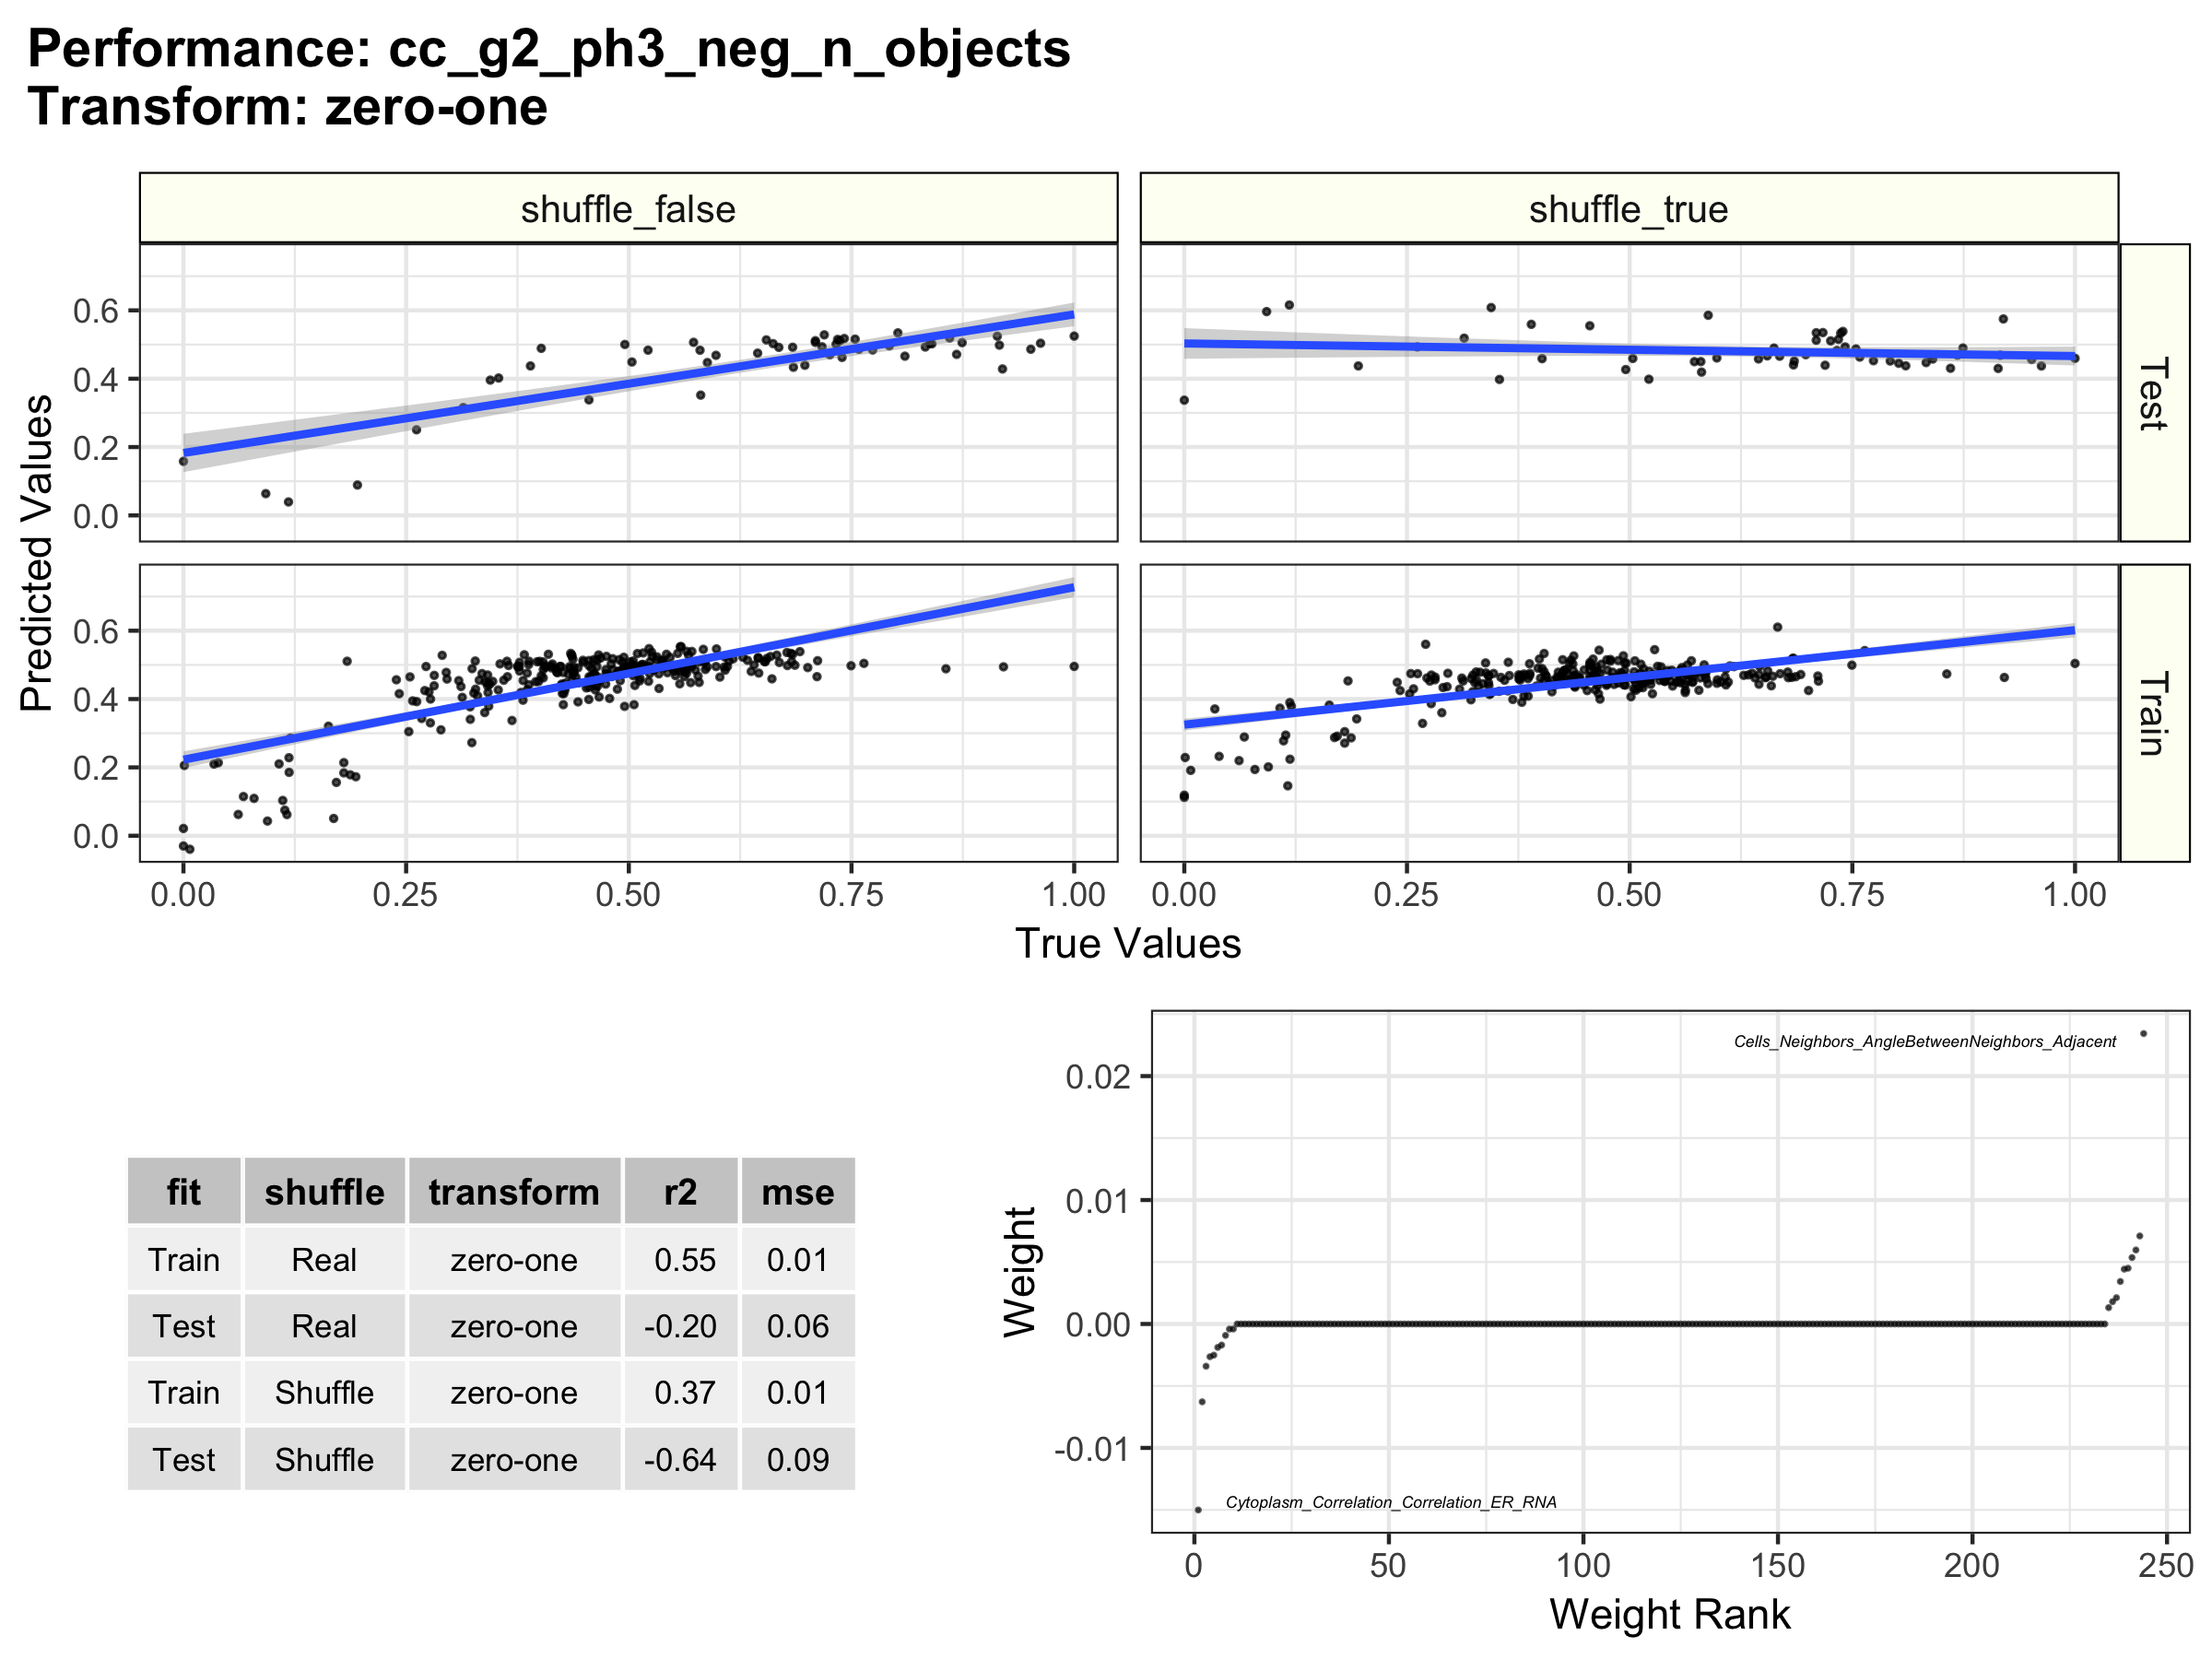 Performance: cc_g2_ph3_neg_n_objects
Transform: zero-one
shuffle_false
shuffle_true
0.6
0.4
0.2
0.0
Test
Predicted Values
0.6
0.4
0.2
0.0
Train
0.00 0.25 0.50 0.75 1.00 0.00 0.25 0.50 0.75 1.00
True Values
fit shuffle transform r2 mse
Train Real zero-one 0.55 0.01
Test Real zero-one -0.20 0.06
Train Shuffle zero-one 0.37 0.01
Test Shuffle zero-one -0.64 0.09
Cells_Neighbors_AngleBetweenNeighbors_Adjacent
0.02
0.01
0.00
-0.01
Weight
Cytoplasm_Correlation_Correlation_ER_RNA
0 50 100 150 200 250
Weight Rank